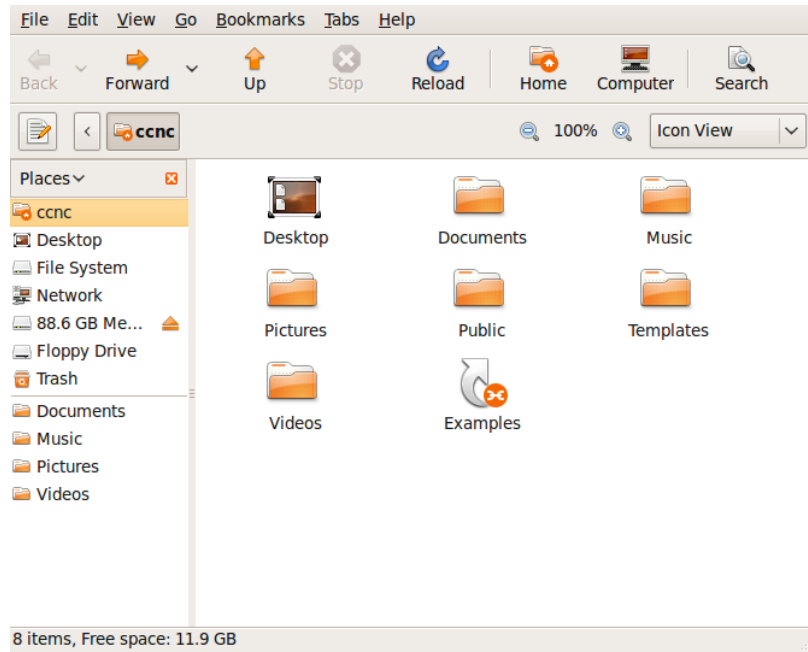 File Edit View Go Bookmarks Tabs Help
Back Forward Up Stop Reload Home Computer Search
ccnc 100% Icon View
Places
ccnc
Desktop
File System
Network
88.6 GB Me...
Floppy Drive
Trash
Documents
Music
Pictures
Videos
Desktop Documents Music
Pictures Public Templates
Videos Examples
8 items, Free space: 11.9 GB